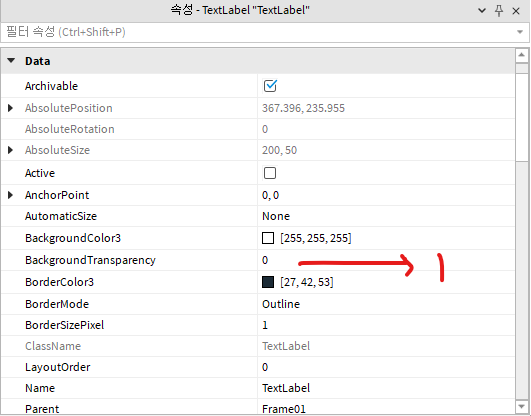 속성 - TextLabel "TextLabel"
필터 속성 (Ctrl+Shift+P)
Data
Archivable
AbsolutePosition 367.396, 235.955
AbsoluteRotation 0
AbsoluteSize 200, 50
Active
AnchorPoint 0, 0
AutomaticSize None
BackgroundColor3 [255, 255, 255]
BackgroundTransparency 0 1
BorderColor3 [27, 42, 53]
BorderMode Outline
BorderSizePixel 1
ClassName TextLabel
LayoutOrder 0
Name TextLabel
Parent Frame01